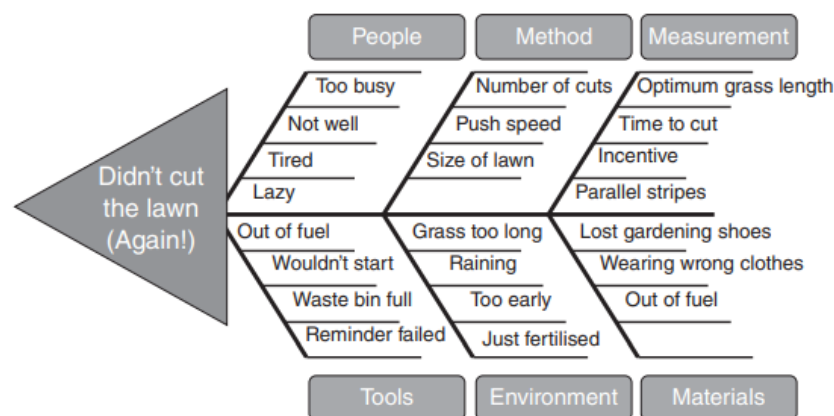 People
Method
Measurement
Too busy
Number of cuts
Optimum grass length
Not well
Push speed
Time to cut
Tired
Size of lawn
Incentive
Lazy
Parallel stripes
Didn't cut
the lawn
(Again!)
Out of fuel
Grass too long
Lost gardening shoes
Wouldn't start
Raining
Wearing wrong clothes
Waste bin full
Too early
Out of fuel
Reminder failed
Just fertilised
Tools
Environment
Materials